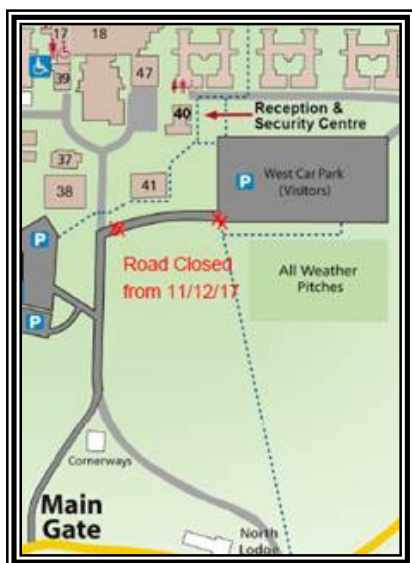 17
18
39
47
40
Reception &
Security Centre
37
38
41
P
West Car Park
(Visitors)
P
Road Closed
from 11/12/17
All Weather
Pitches
P
Cornerways
Main
Gate
North
Lodge